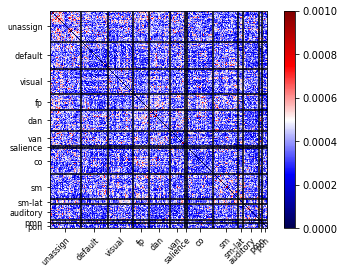 unassign
default
visual
fp
dan
van
salience
co
sm
sm-lat
auditory
pon
unassign
default
visual
fp
dan
van
salience
co
sm
sm-lat
auditory
0.0010
0.0008
0.0006
0.0004
0.0002
0.0000